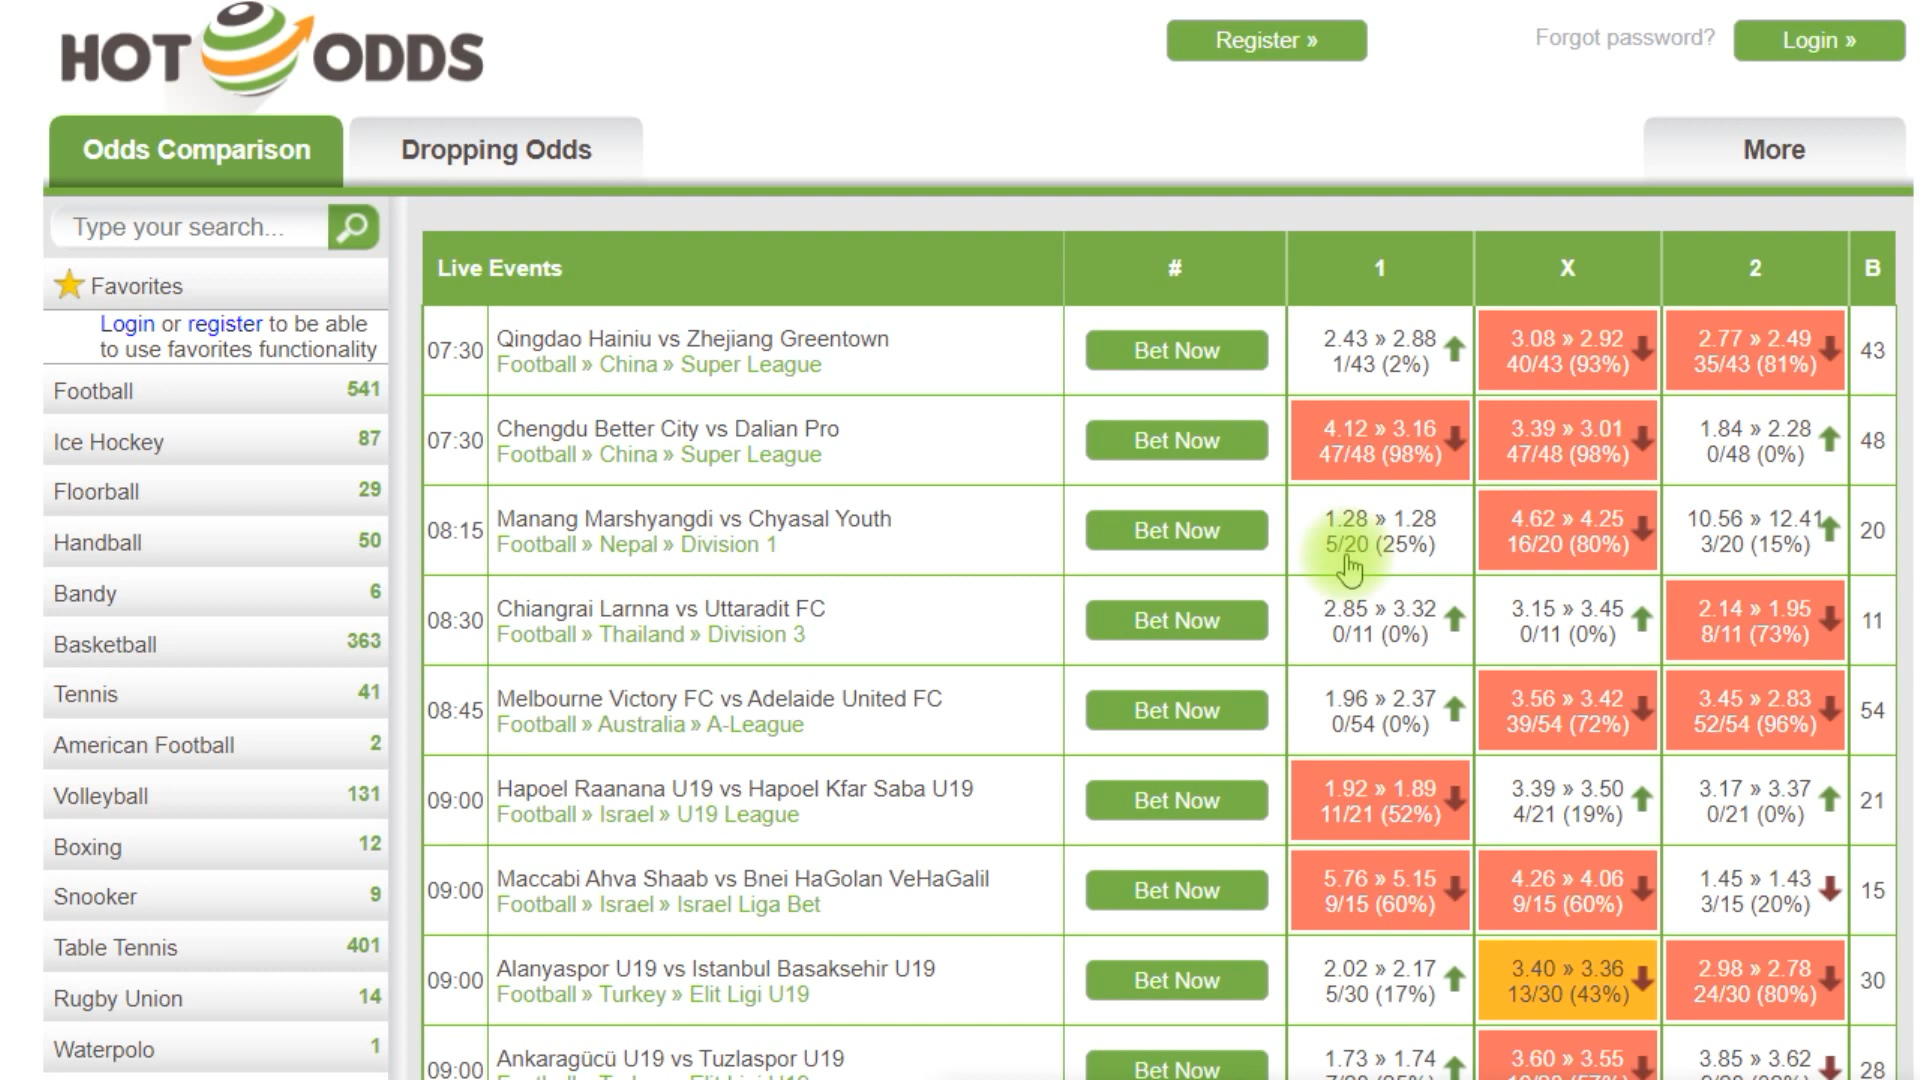 HOT ODDS
Register »
Forgot password?
Login »
Odds Comparison
Dropping Odds
More
Type your search...
Favorites
Login or register to be able
to use favorites functionality
Football 541
Ice Hockey 87
Floorball 29
Handball 50
Bandy 6
Basketball 363
Tennis 41
American Football 2
Volleyball 131
Boxing 12
Snooker 9
Table Tennis 401
Rugby Union 14
Waterpolo 1
Live Events # 1 X 2 B
07:30 Qingdao Hainiu vs Zhejiang Greentown Bet Now 2.43 » 2.88 3.08 » 2.92 2.77 » 2.49 43
Football » China » Super League 1/43 (2%) 40/43 (93%) 35/43 (81%)
07:30 Chengdu Better City vs Dalian Pro Bet Now 4.12 » 3.16 3.39 » 3.01 1.84 » 2.28 48
Football » China » Super League 47/48 (98%) 47/48 (98%) 0/48 (0%)
08:15 Manang Marshyangdi vs Chyasal Youth Bet Now 1.28 » 1.28 4.62 » 4.25 10.56 » 12.41 20
Football » Nepal » Division 1 5/20 (25%) 16/20 (80%) 3/20 (15%)
08:30 Chiangrai Larnna vs Uttaradit FC Bet Now 2.85 » 3.32 3.15 » 3.45 2.14 » 1.95 11
Football » Thailand » Division 3 0/11 (0%) 0/11 (0%) 8/11 (73%)
08:45 Melbourne Victory FC vs Adelaide United FC Bet Now 1.96 » 2.37 3.56 » 3.42 3.45 » 2.83 54
Football » Australia » A-League 0/54 (0%) 39/54 (72%) 52/54 (96%)
09:00 Hapoel Raanana U19 vs Hapoel Kfar Saba U19 Bet Now 1.92 » 1.89 3.39 » 3.50 3.17 » 3.37 21
Football » Israel » U19 League 11/21 (52%) 4/21 (19%) 0/21 (0%)
09:00 Maccabi Ahva Shaab vs Bnei HaGolan VeHaGalil Bet Now 5.76 » 5.15 4.26 » 4.06 1.45 » 1.43 15
Football » Israel » Israel Liga Bet 9/15 (60%) 9/15 (60%) 3/15 (20%)
09:00 Alanyaspor U19 vs Istanbul Basaksehir U19 Bet Now 2.02 » 2.17 3.40 » 3.36 2.98 » 2.78 30
Football » Turkey » Elit Ligi U19 5/30 (17%) 13/30 (43%) 24/30 (80%)
09:00 Ankaragücü U19 vs Tuzlaspor U19 Bet Now 1.73 » 1.74 3.60 » 3.55 3.85 » 3.62 28